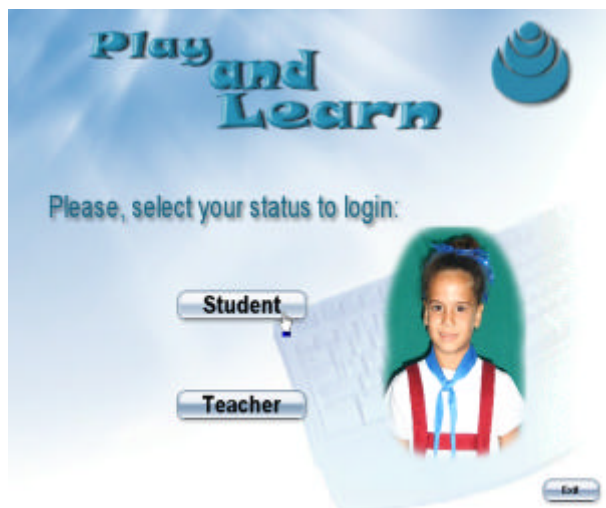 Play
and
Learn
Please, select your status to login:
Student
Teacher
Exit